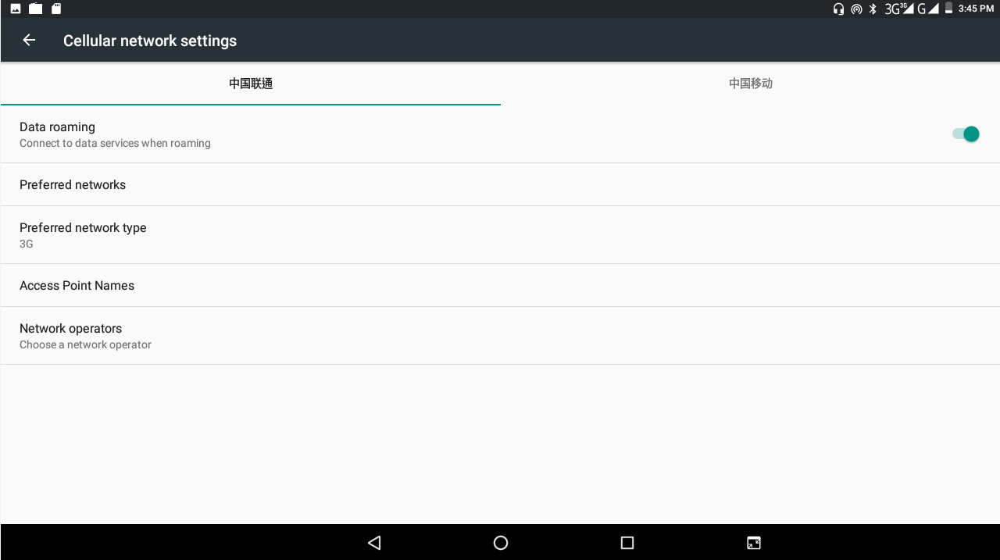 3G 3G G 3:45 PM
Cellular network settings
中国联通 中国移动
Data roaming
Connect to data services when roaming
Preferred networks
Preferred network type
3G
Access Point Names
Network operators
Choose a network operator